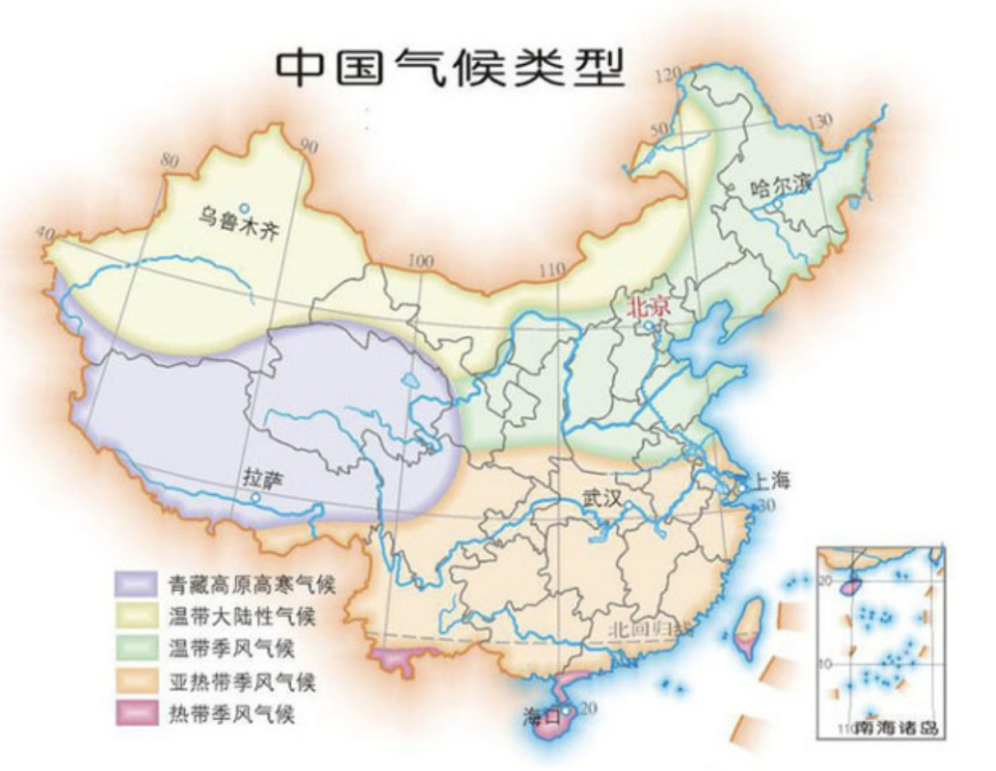 中国气候类型
120
50
130
80
90
哈尔滨
乌鲁木齐
40
100
110
北京
拉萨
武汉
上海
30
青藏高原高寒气候
温带大陆性气候
温带季风气候
亚热带季风气候
热带季风气候
北回归线
海口
20
20
10
110
南海诸岛